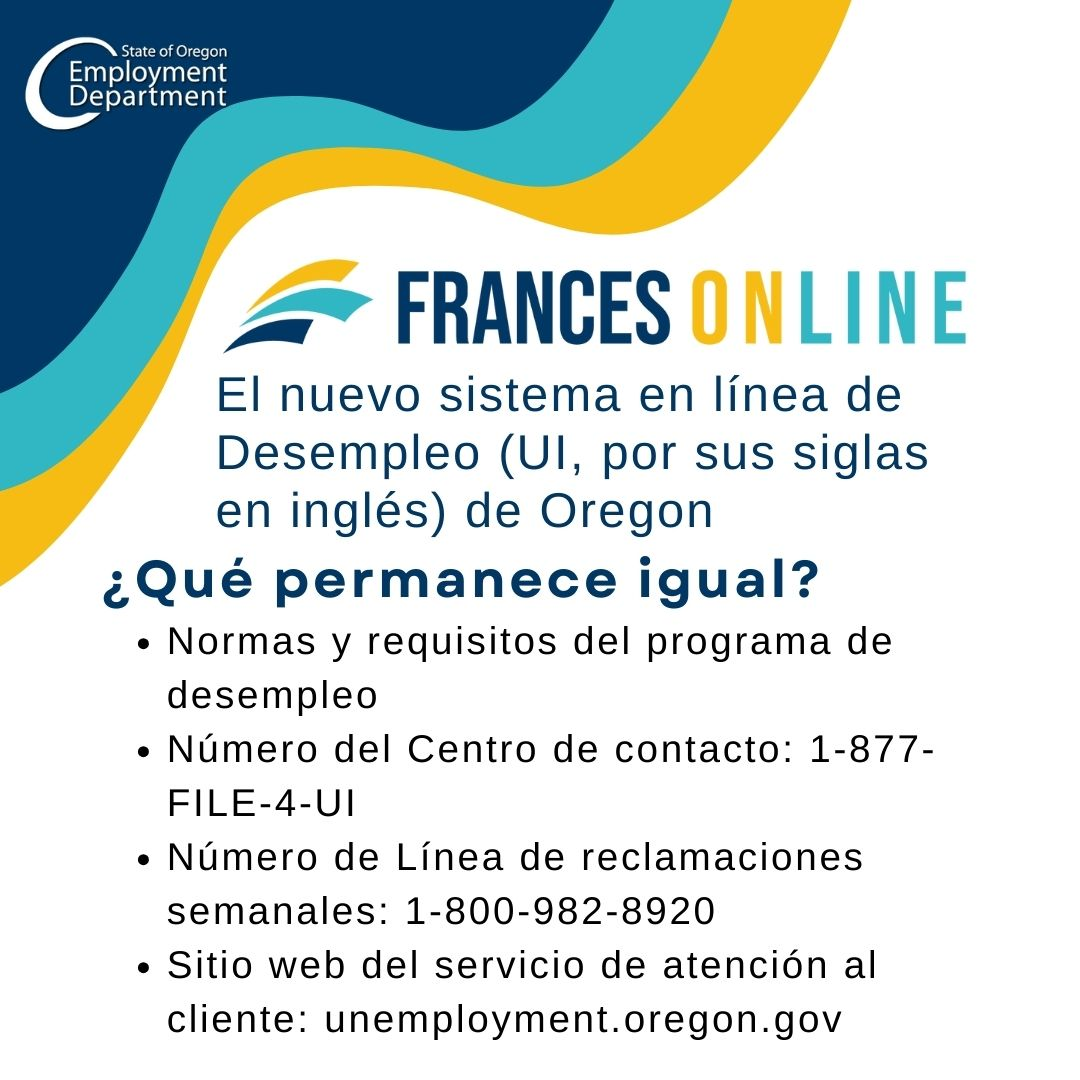 State of Oregon
Employment
Department
FRANCES ONLINE
El nuevo sistema en línea de
Desempleo (UI, por sus siglas
en inglés) de Oregon
¿Qué permanece igual?
• Normas y requisitos del programa de
desempleo
• Número del Centro de contacto: 1-877-
FILE-4-UI
• Número de Línea de reclamaciones
semanales: 1-800-982-8920
• Sitio web del servicio de atención al
cliente: unemployment.oregon.gov